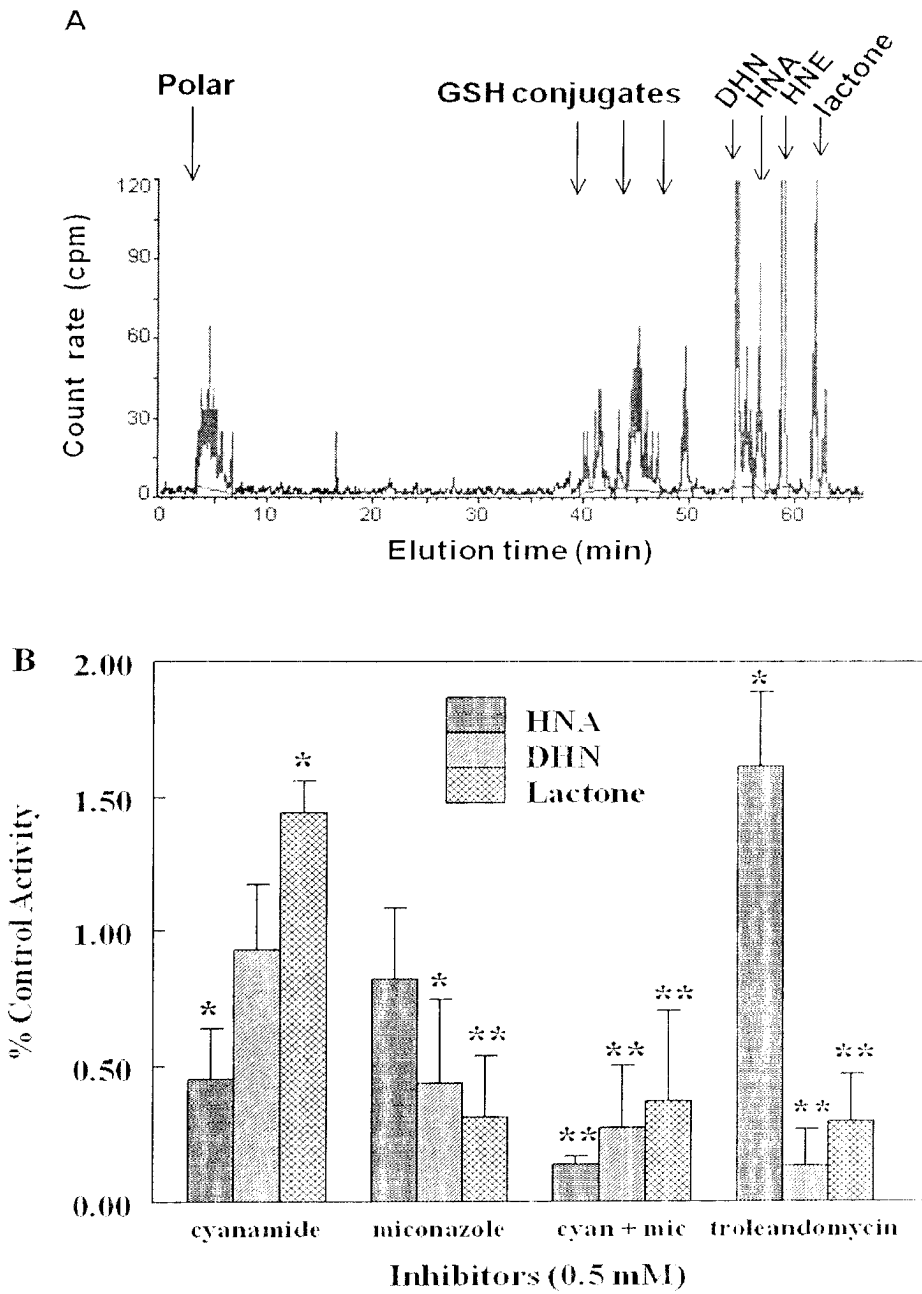 A
Polar
GSH conjugates
DHN
HNA
HNE
lactone
120
90
60
30
0
Count rate (cpm)
0 10 20 30 40 50 60
Elution time (min)
B
2.00
1.50
1.00
0.50
0.00
% Control Activity
HNA
DHN
Lactone
*
*
*
**
**
**
**
*
**
**
cyanamide miconazole cyan + mic troleandomycin
Inhibitors (0.5 mM)